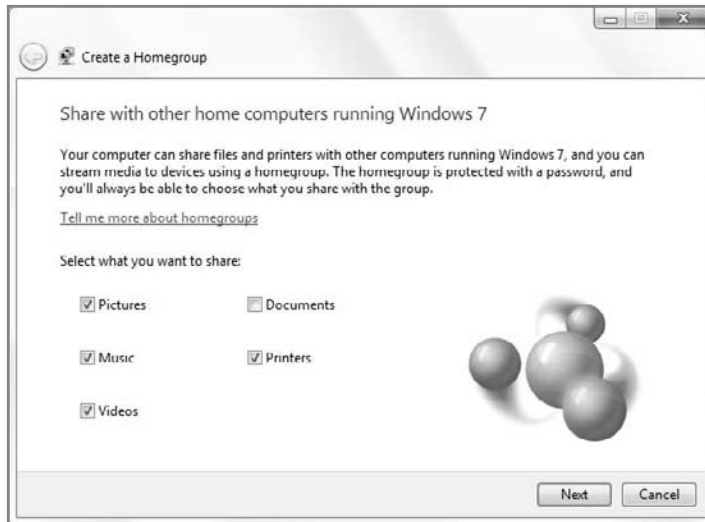 Create a Homegroup
Share with other home computers running Windows 7
Your computer can share files and printers with other computers running Windows 7, and you can
stream media to devices using a homegroup. The homegroup is protected with a password, and
you'll always be able to choose what you share with the group.
Tell me more about homegroups
Select what you want to share:
Pictures Documents
Music Printers
Videos
Next Cancel